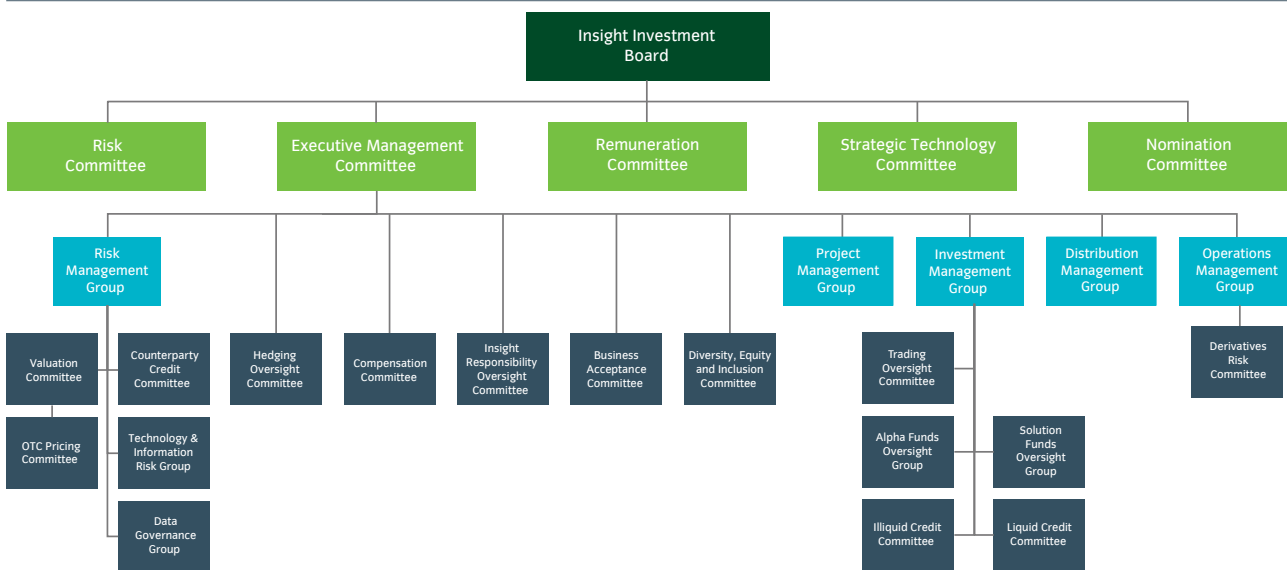 Insight Investment
Board
Risk
Committee
Executive Management
Committee
Remuneration
Committee
Strategic Technology
Committee
Nomination
Committee
Risk
Management
Group
Project
Management
Group
Investment
Management
Group
Distribution
Management
Group
Operations
Management
Group
Valuation
Committee
Counterparty
Credit
Committee
Hedging
Oversight
Committee
Compensation
Committee
Insight
Responsibility
Oversight
Committee
Business
Acceptance
Committee
Diversity, Equity
and Inclusion
Committee
Trading
Oversight
Committee
Derivatives
Risk
Committee
OTC Pricing
Committee
Technology &
Information
Risk Group
Alpha Funds
Oversight
Group
Solution
Funds
Oversight
Group
Data
Governance
Group
Illiquid Credit
Committee
Liquid Credit
Committee